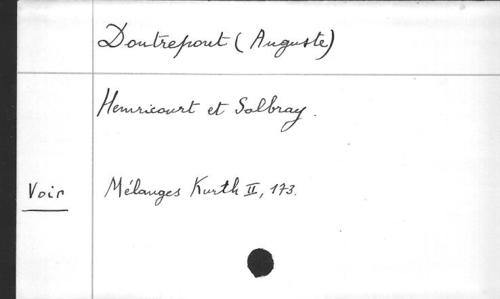 Doutrepont (Auguste)
Hemricourt et Salbray.
Voir Mélanges Kurth II, 173.